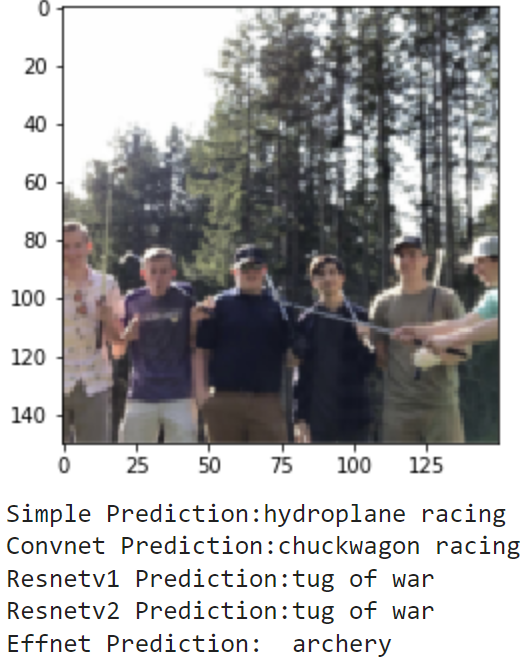 0
20
40
60
80
100
120
140
0 25 50 75 100 125
Simple Prediction:hydroplane racing
Convnet Prediction:chuckwagon racing
Resnetv1 Prediction:tug of war
Resnetv2 Prediction:tug of war
Effnet Prediction:  archery